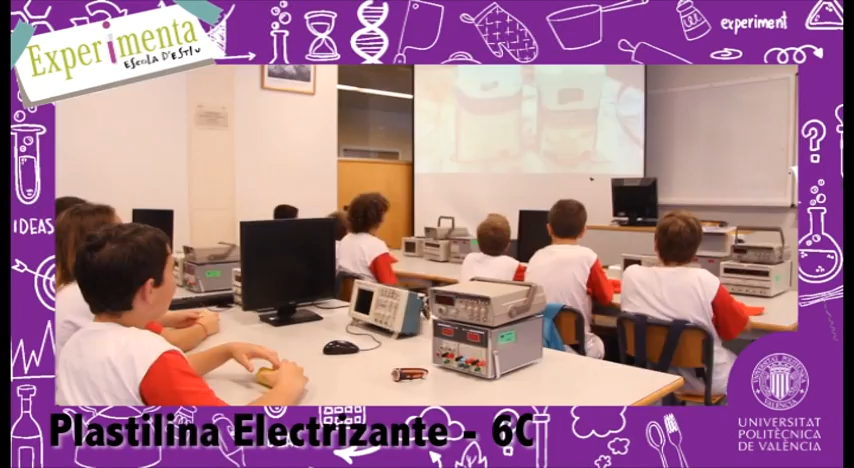 Experimenta
ESCOLA D'ESTIU
experiment
IDEAS
Plastilina Electrizante - 6C
UNIVERSITAT
POLITÈCNICA
DE VALÈNCIA